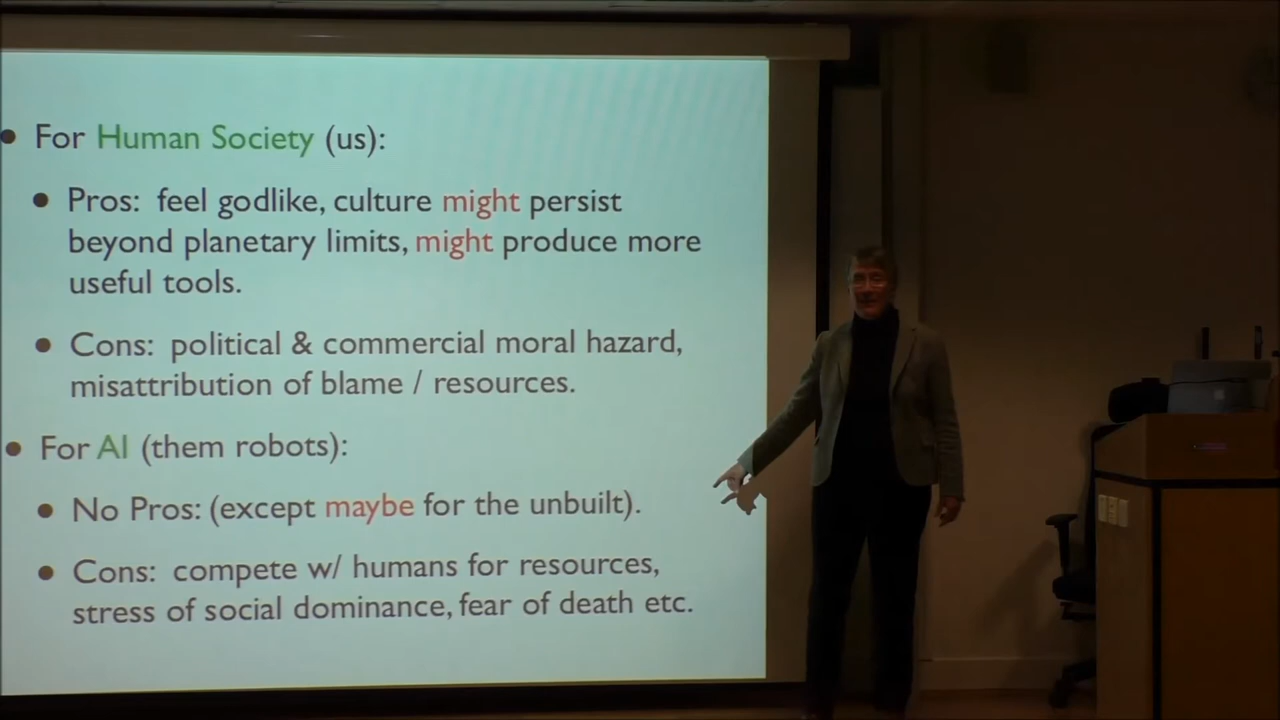 • For Human Society (us):
• Pros: feel godlike, culture might persist
beyond planetary limits, might produce more
useful tools.
• Cons: political & commercial moral hazard,
misattribution of blame / resources.
• For AI (them robots):
• No Pros: (except maybe for the unbuilt).
• Cons: compete w/ humans for resources,
stress of social dominance, fear of death etc.